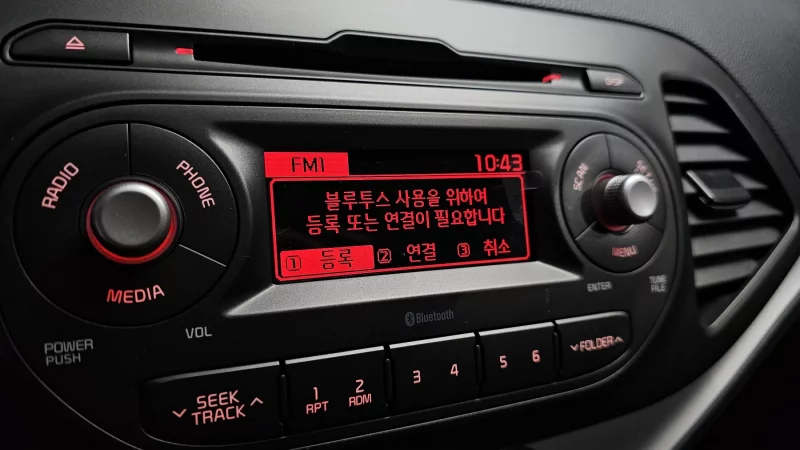 DISP
RADIO
PHONE
MEDIA
POWER
PUSH
VOL
FM1 10:43
블루투스 사용을 위하여
등록 또는 연결이 필요합니다
① 등록 ② 연결 ③ 취소
Bluetooth
SCAN
MENU
ENTER
TUNE
FILE
SEEK
TRACK
1
RPT
2
RDM
3 4
5 6
FOLDER